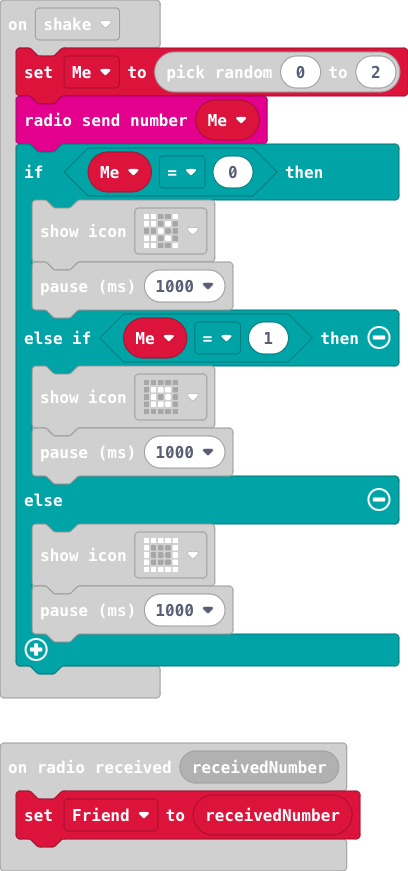 on shake
set Me to pick random 0 to 2
radio send number Me
if Me = 0 then
show icon
pause (ms) 1000
else if Me = 1 then
show icon
pause (ms) 1000
else
show icon
pause (ms) 1000
on radio received receivedNumber
set Friend to receivedNumber